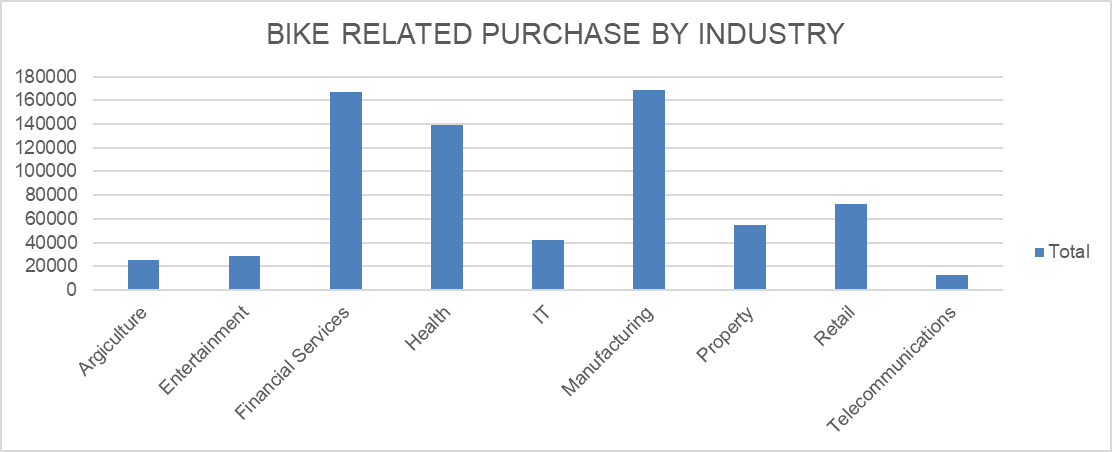 BIKE RELATED PURCHASE BY INDUSTRY
180000
160000
140000
120000
100000
80000
60000
40000
20000
0
Argiculture
Entertainment
Financial Services
Health
IT
Manufacturing
Property
Retail
Telecommunications
Total